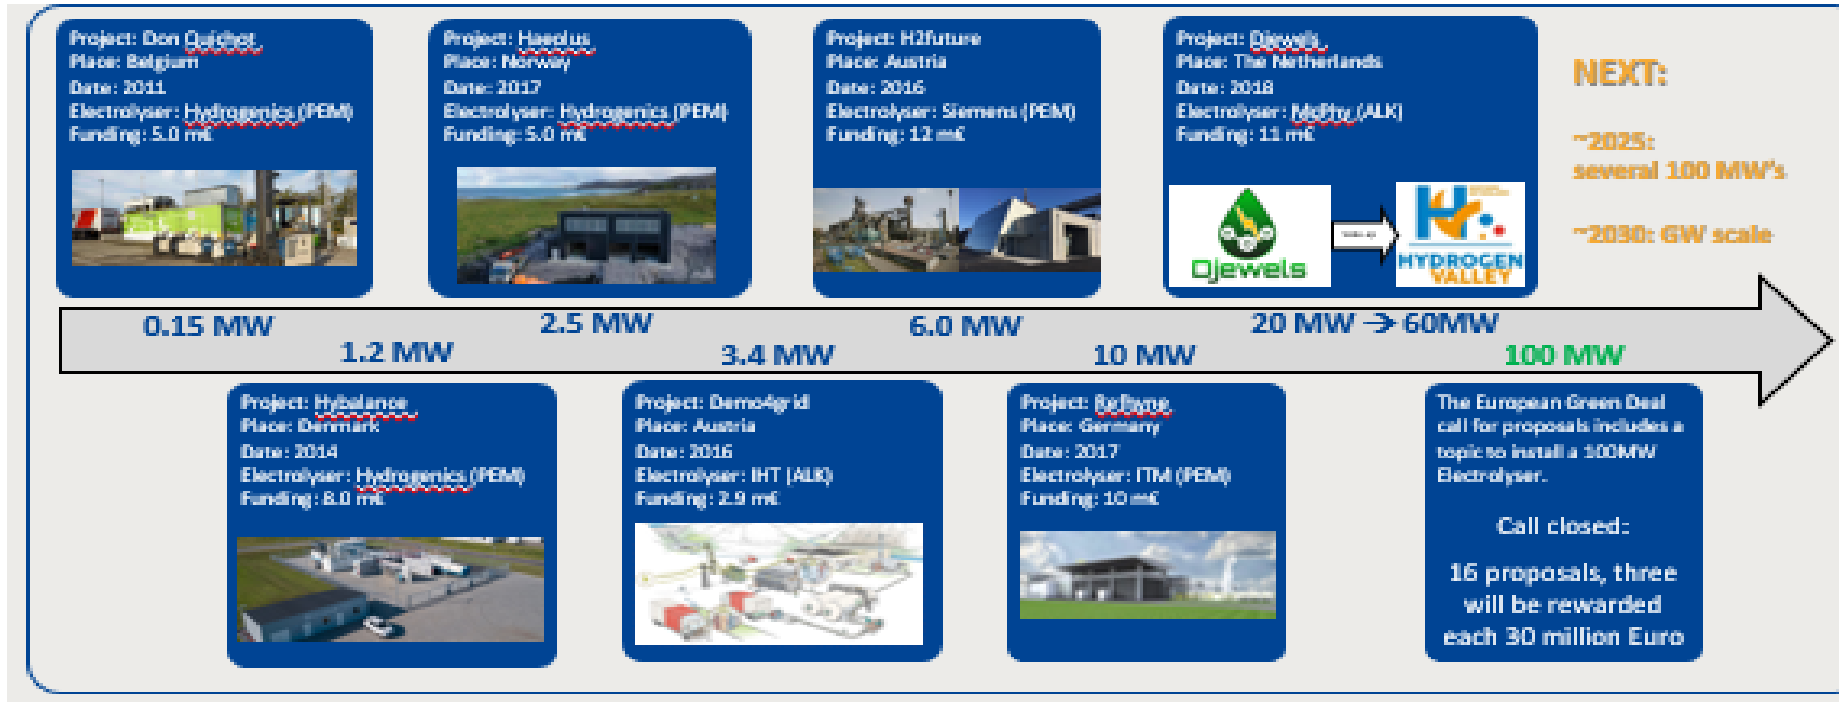 Project: Don Quichot
Place: Belgium
Date: 2011
Electrolyser: Hydrogenics (PEM)
Funding: 5.0 m€
Project: Haeolus
Place: Norway
Date: 2017
Electrolyser: Hydrogenics (PEM)
Funding: 5.0 m€
Project: H2future
Place: Austria
Date: 2016
Electrolyser: Siemens (PEM)
Funding: 12 m€
Project: Djewels
Place: The Netherlands
Date: 2018
Electrolyser: McPhy (ALK)
Funding: 11 m€
Djewels
HYDROGEN
VALLEY
NEXT:
~2025:
several 100 MW's
~2030: GW scale
0.15 MW
1.2 MW
2.5 MW
3.4 MW
6.0 MW
10 MW
20 MW → 60MW
100 MW
Project: Hybalance
Place: Denmark
Date: 2014
Electrolyser: Hydrogenics (PEM)
Funding: 8.0 m€
Project: Demo4grid
Place: Austria
Date: 2016
Electrolyser: IHT (ALK)
Funding: 2.9 m€
Project: Refhyne
Place: Germany
Date: 2017
Electrolyser: ITM (PEM)
Funding: 10 m€
The European Green Deal
call for proposals includes a
topic to install a 100MW
Electrolyser.
Call closed:
16 proposals, three
will be rewarded
each 30 million Euro